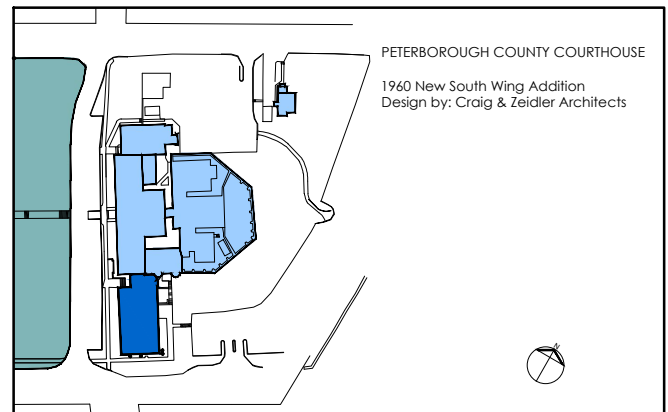 PETERBOROUGH COUNTY COURTHOUSE
1960 New South Wing Addition
Design by: Craig & Zeidler Architects
N